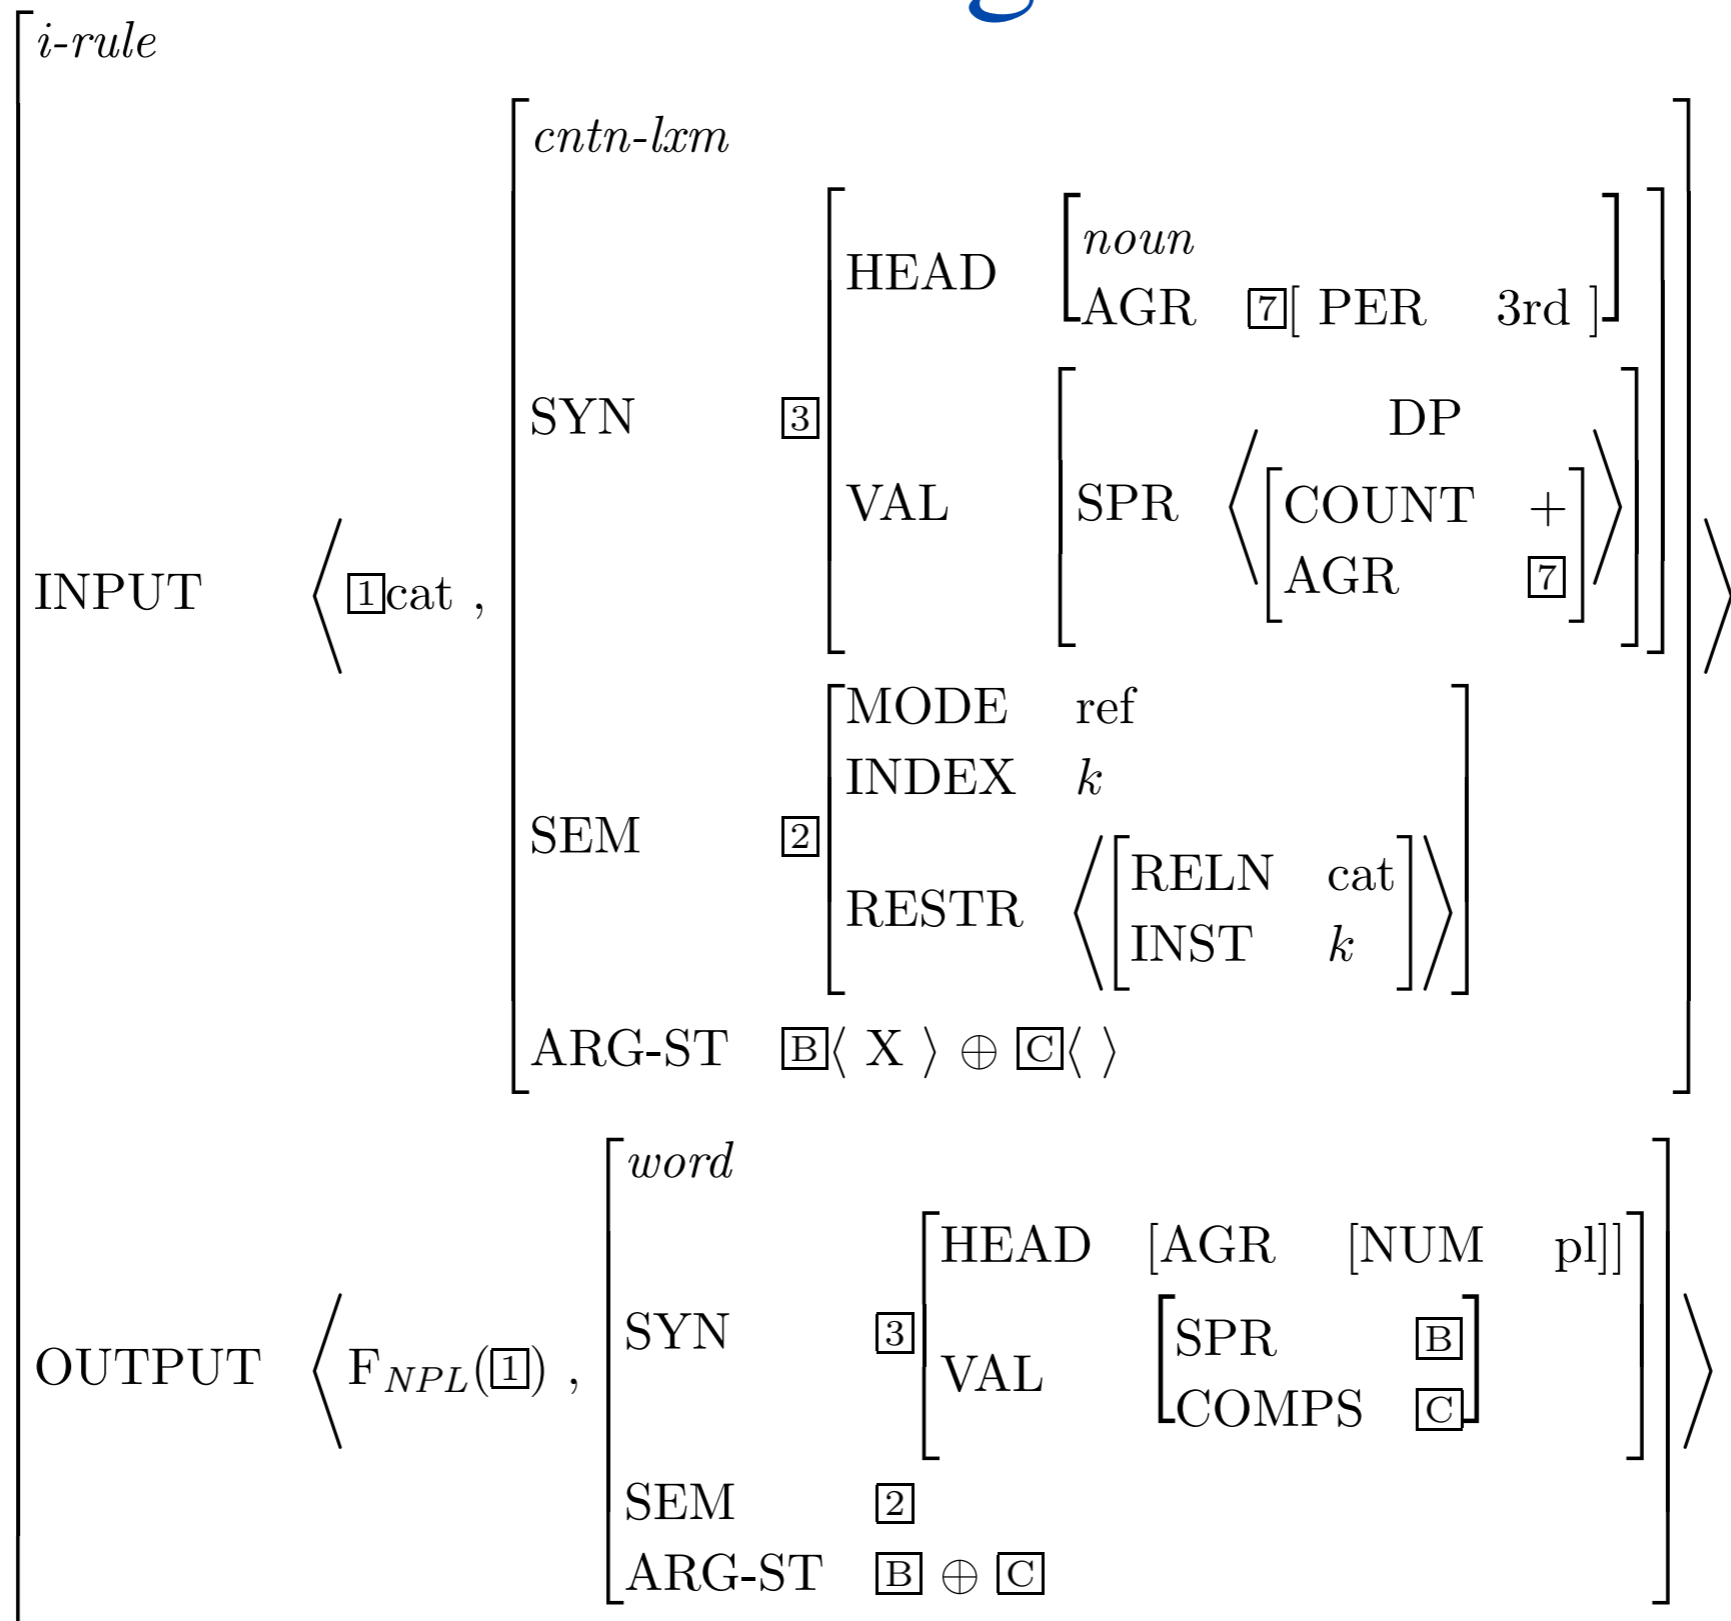 g
i-rule
cntn-lxm
noun
HEAD
AGR 7[ PER 3rd ]
SYN 3
DP
VAL SPR ⟨ COUNT + ⟩
AGR 7
INPUT ⟨ 1cat , ⟩
MODE ref
INDEX k
SEM 2
RELN cat
RESTR ⟨ ⟩
INST k
ARG-ST B⟨ X ⟩ ⊕ C⟨ ⟩
word
HEAD [AGR [NUM pl]]
SYN 3
SPR B
OUTPUT ⟨ F_NPL(1) , ⟩
VAL
COMPS C
SEM 2
ARG-ST B ⊕ C